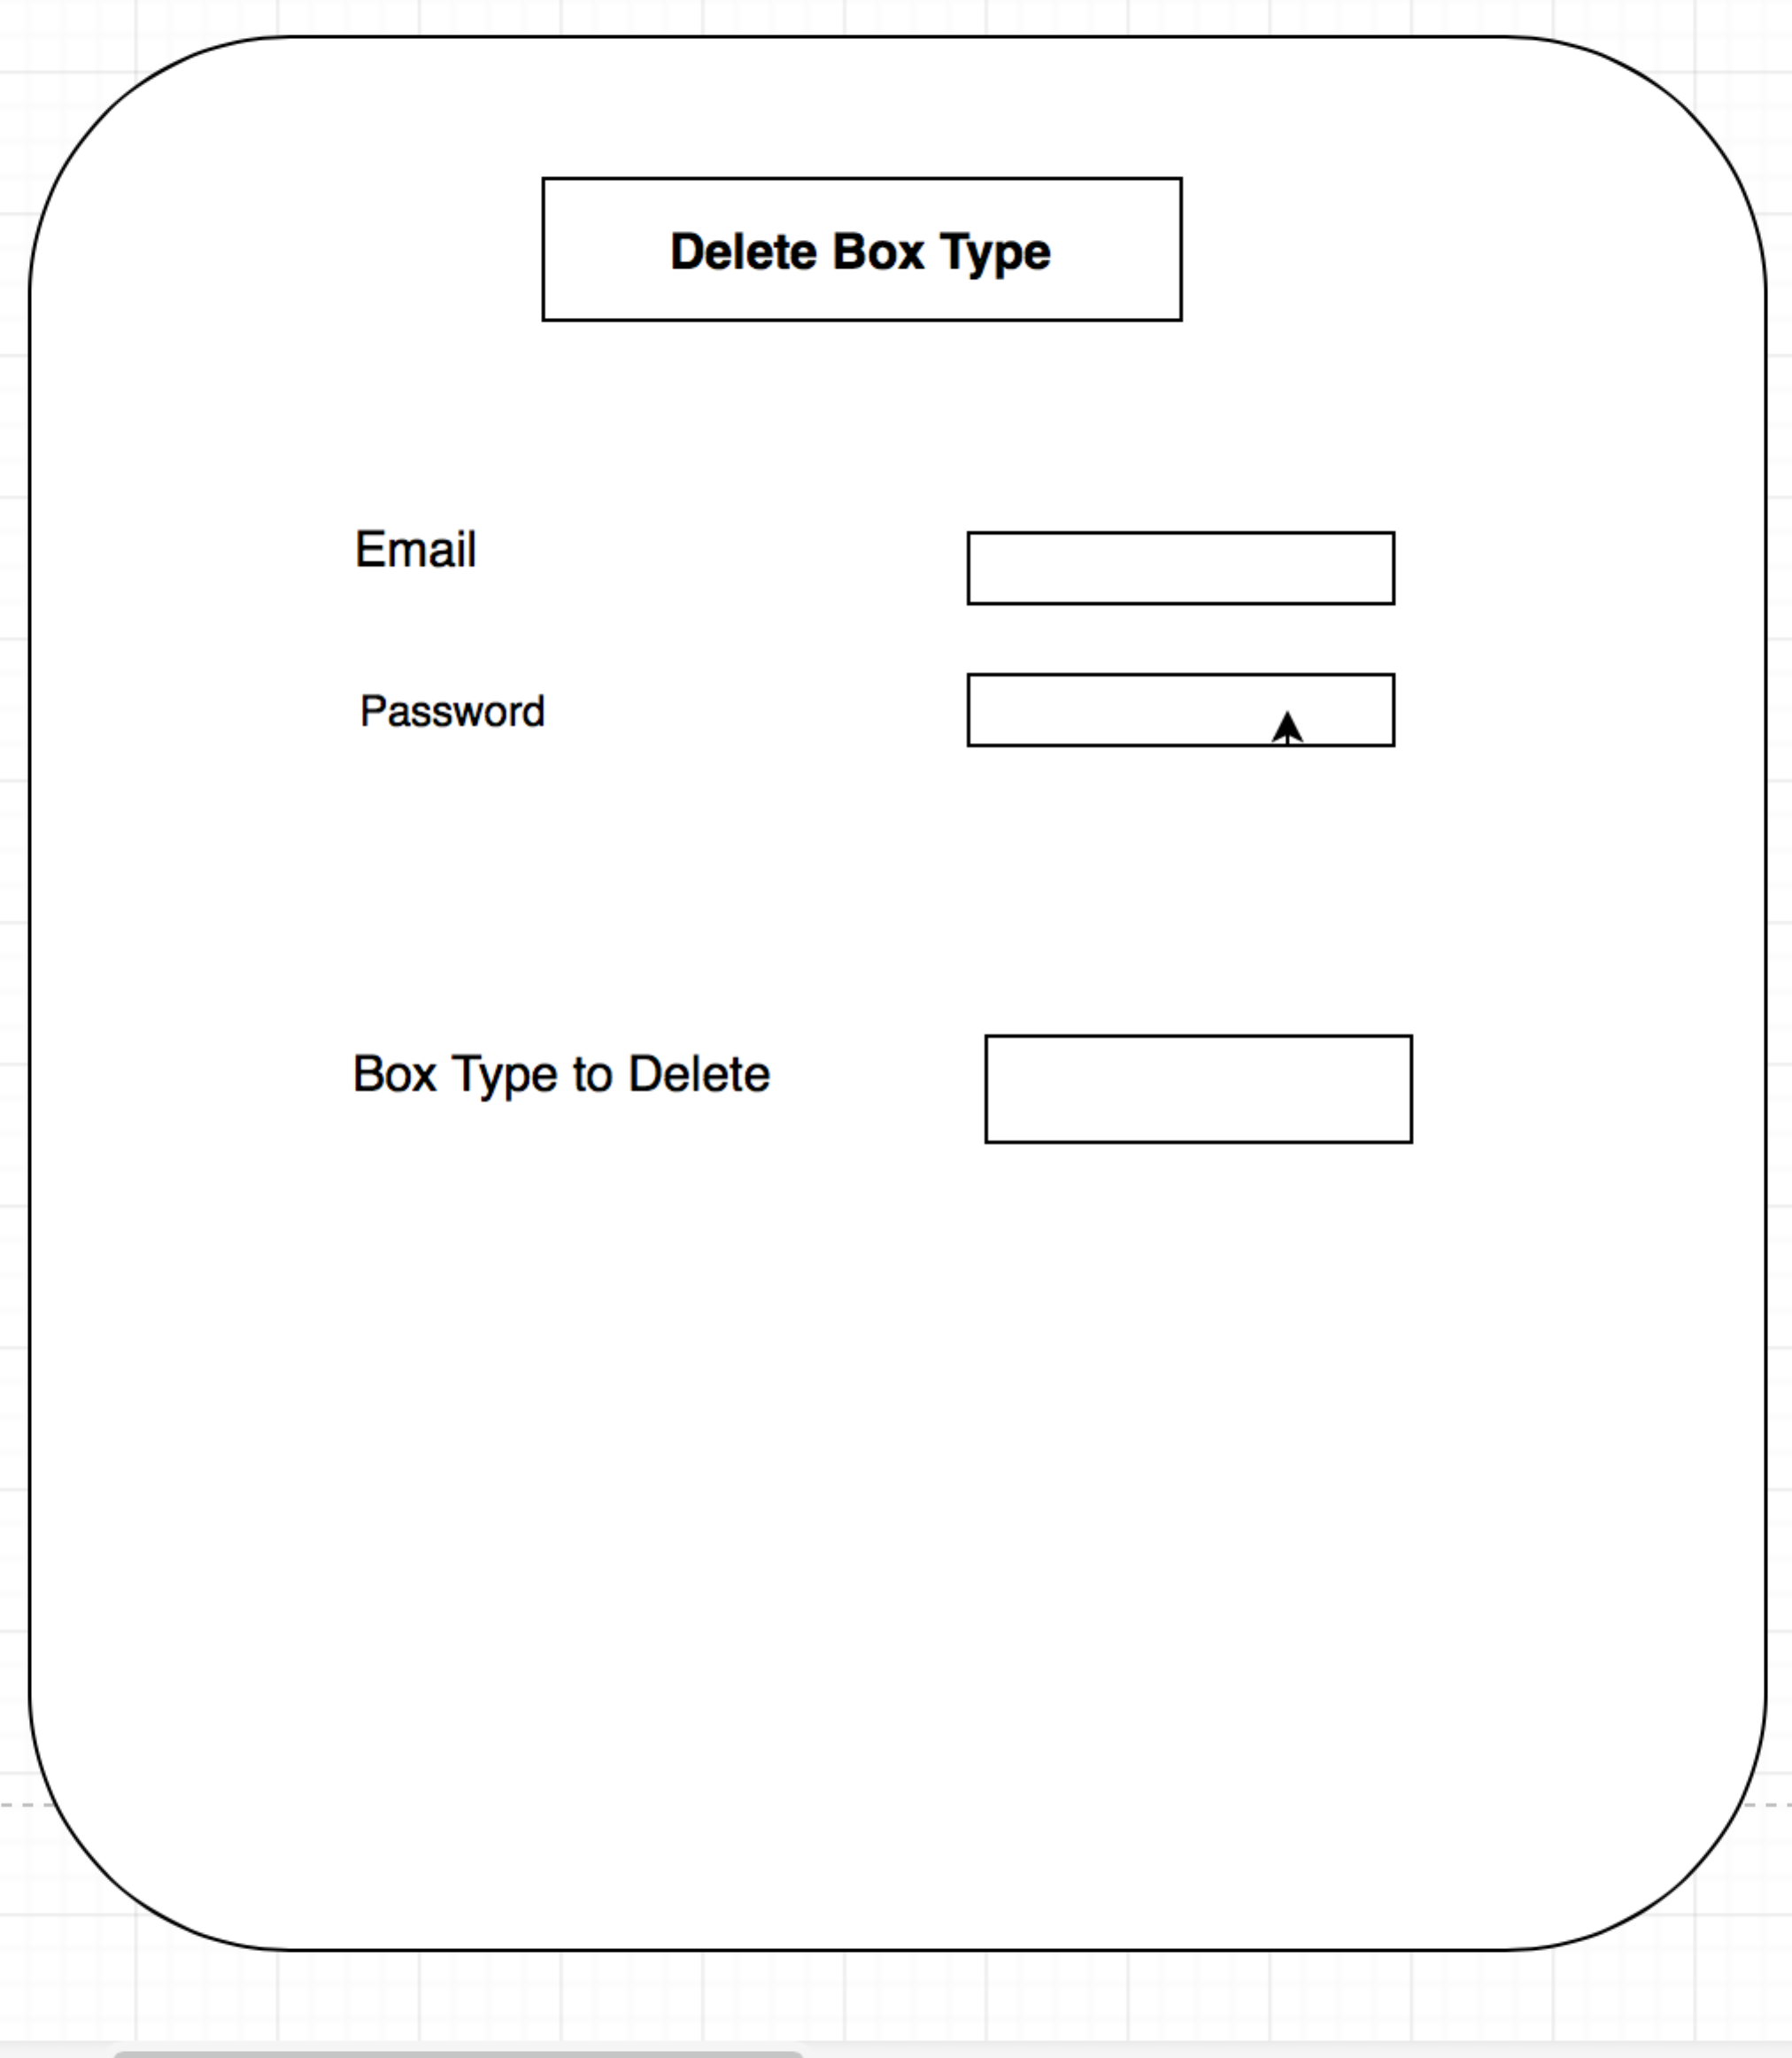 Delete Box Type
Email
Password
Box Type to Delete